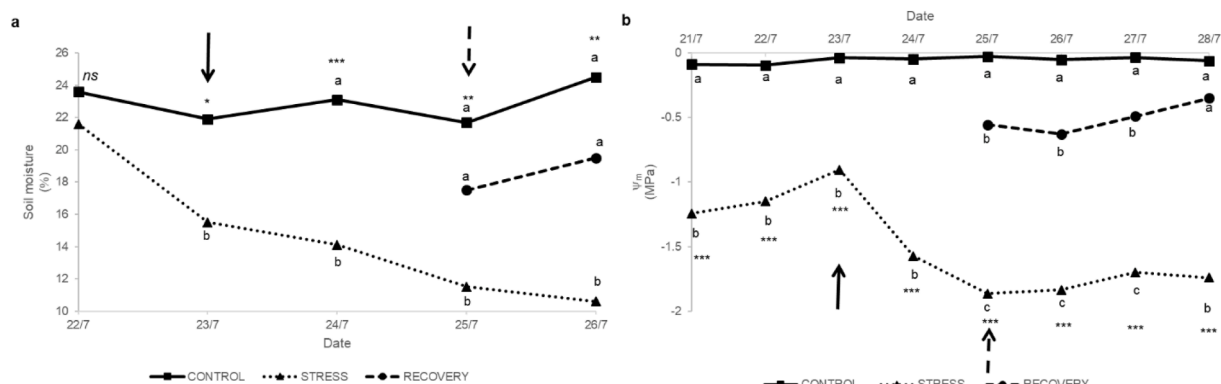 a
26
24
22
20
18
16
14
12
10
Soil moisture
(%)
ns
*
***
a
**
a
**
a
b
b
a
b
a
b
22/7 23/7 24/7 25/7 26/7
Date
CONTROL STRESS RECOVERY
b
Date
21/7 22/7 23/7 24/7 25/7 26/7 27/7 28/7
0
-0.5
-1
-1.5
-2
Ψm
(MPa)
a a a a a a a a
b b b a
b b b b c c c b
*** *** *** *** *** *** *** ***
CONTROL STRESS RECOVERY